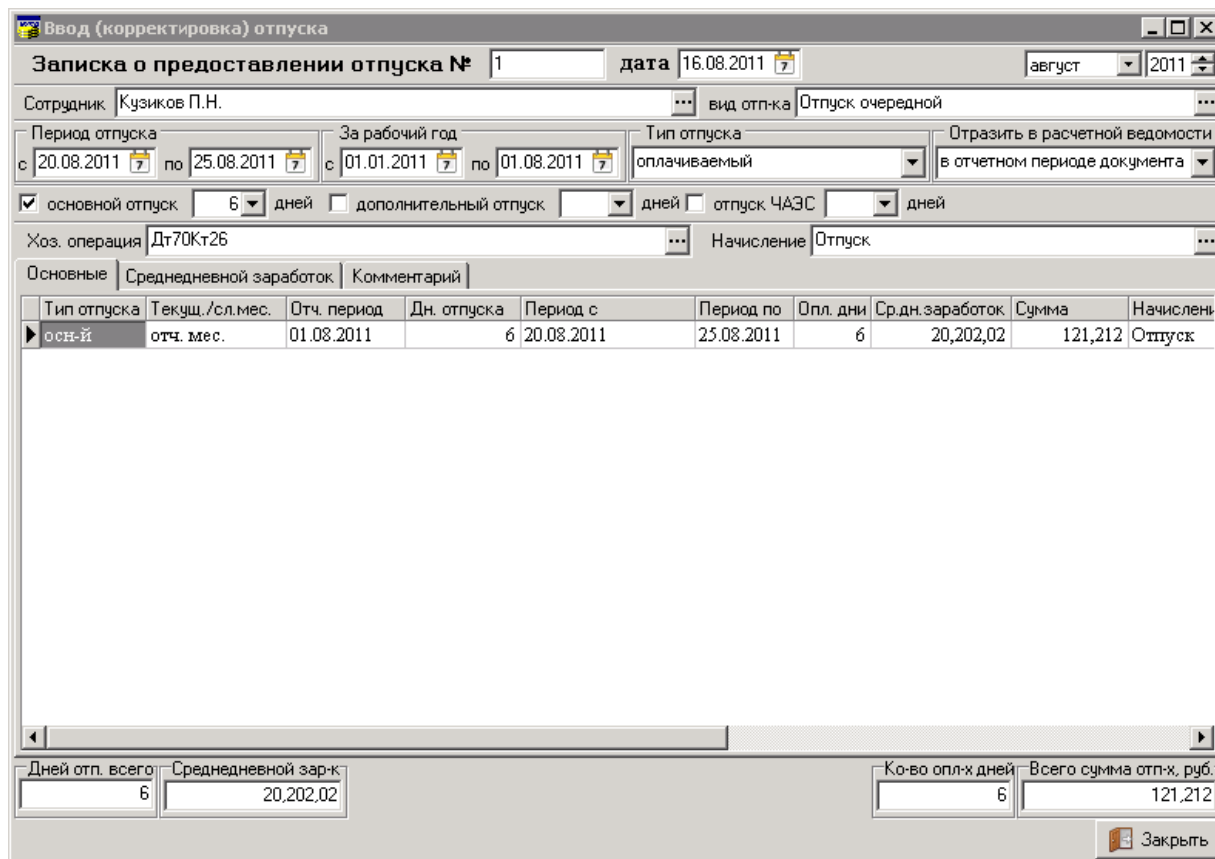 Ввод (корректировка) отпуска
Записка о предоставлении отпуска № 1 дата 16.08.2011 7 август 2011
Сотрудник Кузиков П.Н. ... вид отп-ка Отпуск очередной ...
Период отпуска За рабочий год Тип отпуска Отразить в расчетной ведомости
с 20.08.2011 7 по 25.08.2011 7 с 01.01.2011 7 по 01.08.2011 7 оплачиваемый в отчетном периоде документа
основной отпуск 6 дней дополнительный отпуск дней отпуск ЧАЭС дней
Хоз. операция Дт70Кт26 ... Начисление Отпуск ...
Основные Среднедневной заработок Комментарий
Тип отпуска Текущ./сл.мес. Отч. период Дн. отпуска Период с Период по Опл. дни Ср.дн.заработок Сумма Начислени
осн-й отч. мес. 01.08.2011 6 20.08.2011 25.08.2011 6 20,202,02 121,212 Отпуск
Дней отп. всего Среднедневной зар-к Ко-во опл-х дней Всего сумма отп-х, руб.
6 20,202,02 6 121,212
Закрыть